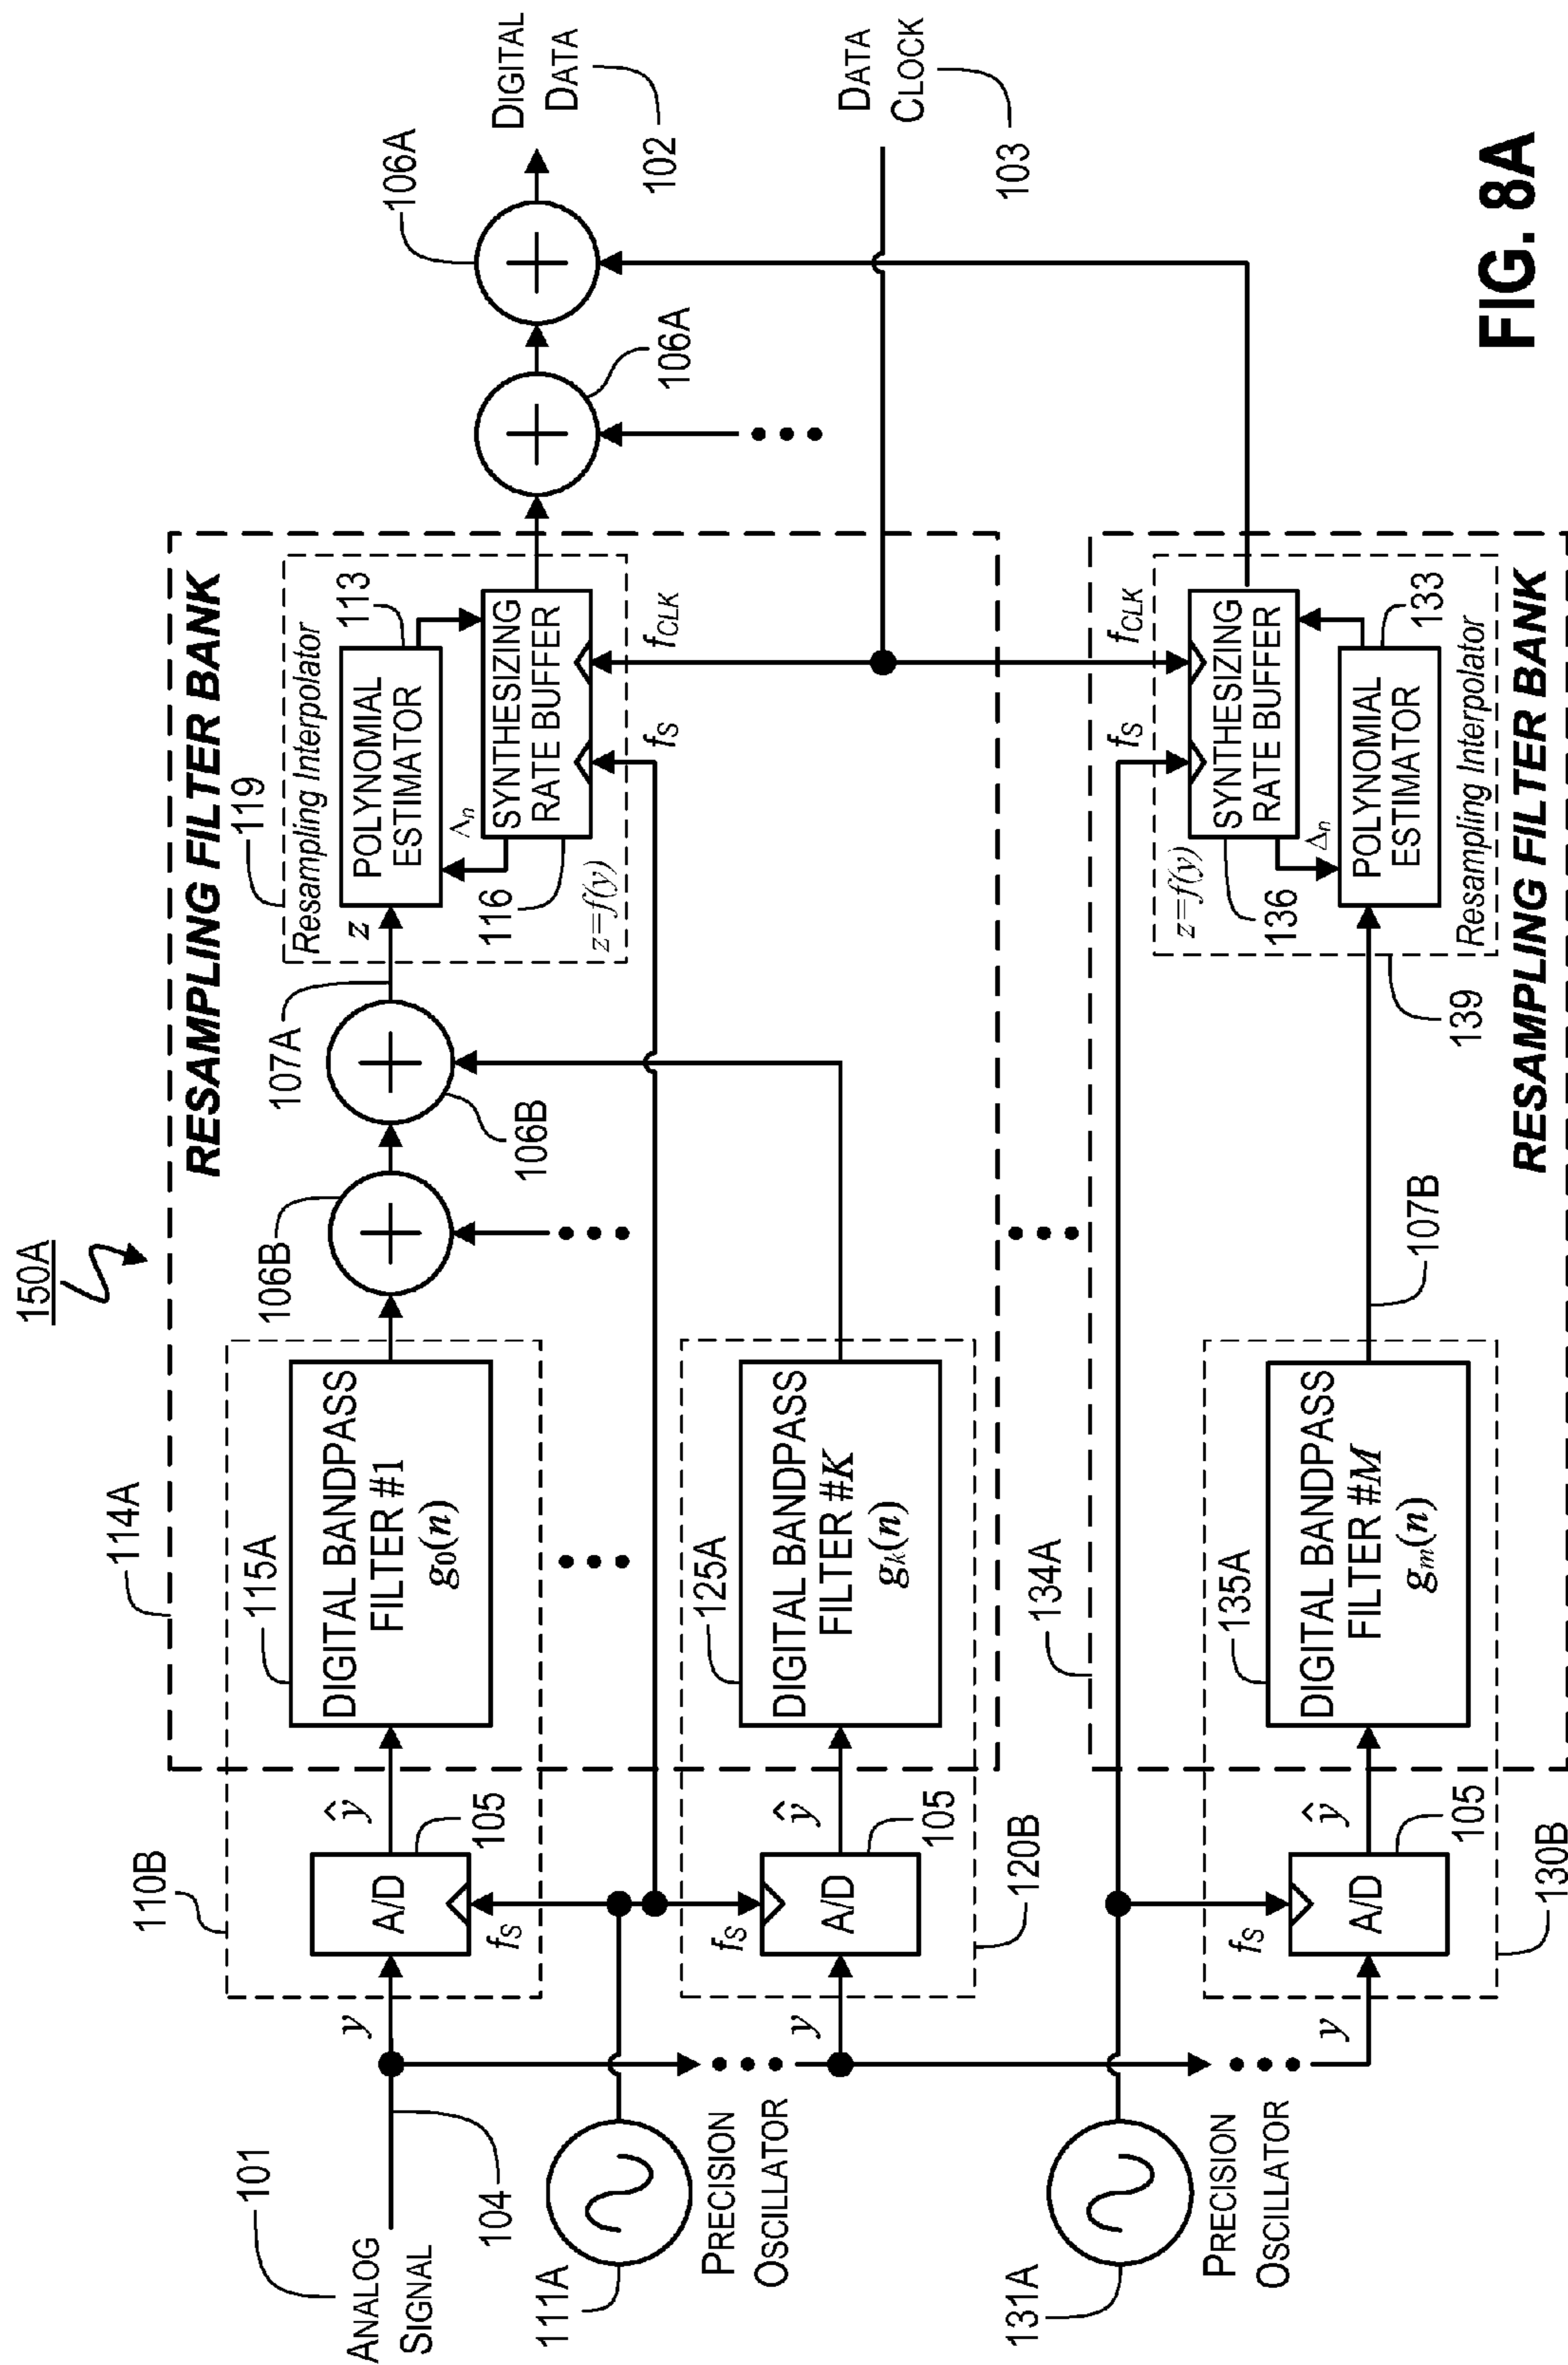 150A
114A
RESAMPLING FILTER BANK
110B
115A
DIGITAL BANDPASS
FILTER #1
g0(n)
106B
106B
107A
119
Resampling Interpolator
113
POLYNOMIAL
ESTIMATOR
z
Δn
SYNTHESIZING
RATE BUFFER
116
z=f(y)
fS
fCLK
106A
106A
DIGITAL
DATA
102
101
ANALOG
SIGNAL
104
y
A/D
ŷ
105
fS
111A
PRECISION
OSCILLATOR
fS
y
A/D
ŷ
105
120B
125A
DIGITAL BANDPASS
FILTER #K
gk(n)
DATA
CLOCK
103
131A
PRECISION
OSCILLATOR
134A
fS
y
A/D
ŷ
105
130B
135A
DIGITAL BANDPASS
FILTER #M
gm(n)
107B
139
z=f(y)
136
fS
fCLK
SYNTHESIZING
RATE BUFFER
Δn
POLYNOMIAL
ESTIMATOR
133
Resampling Interpolator
RESAMPLING FILTER BANK
FIG. 8A